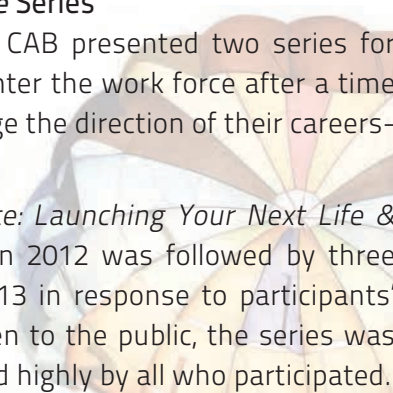 e Series
CAB presented two series for
nter the work force after a time
ge the direction of their careers-
ce: Launching Your Next Life &
n 2012 was followed by three
13 in response to participants'
en to the public, the series was
d highly by all who participated.